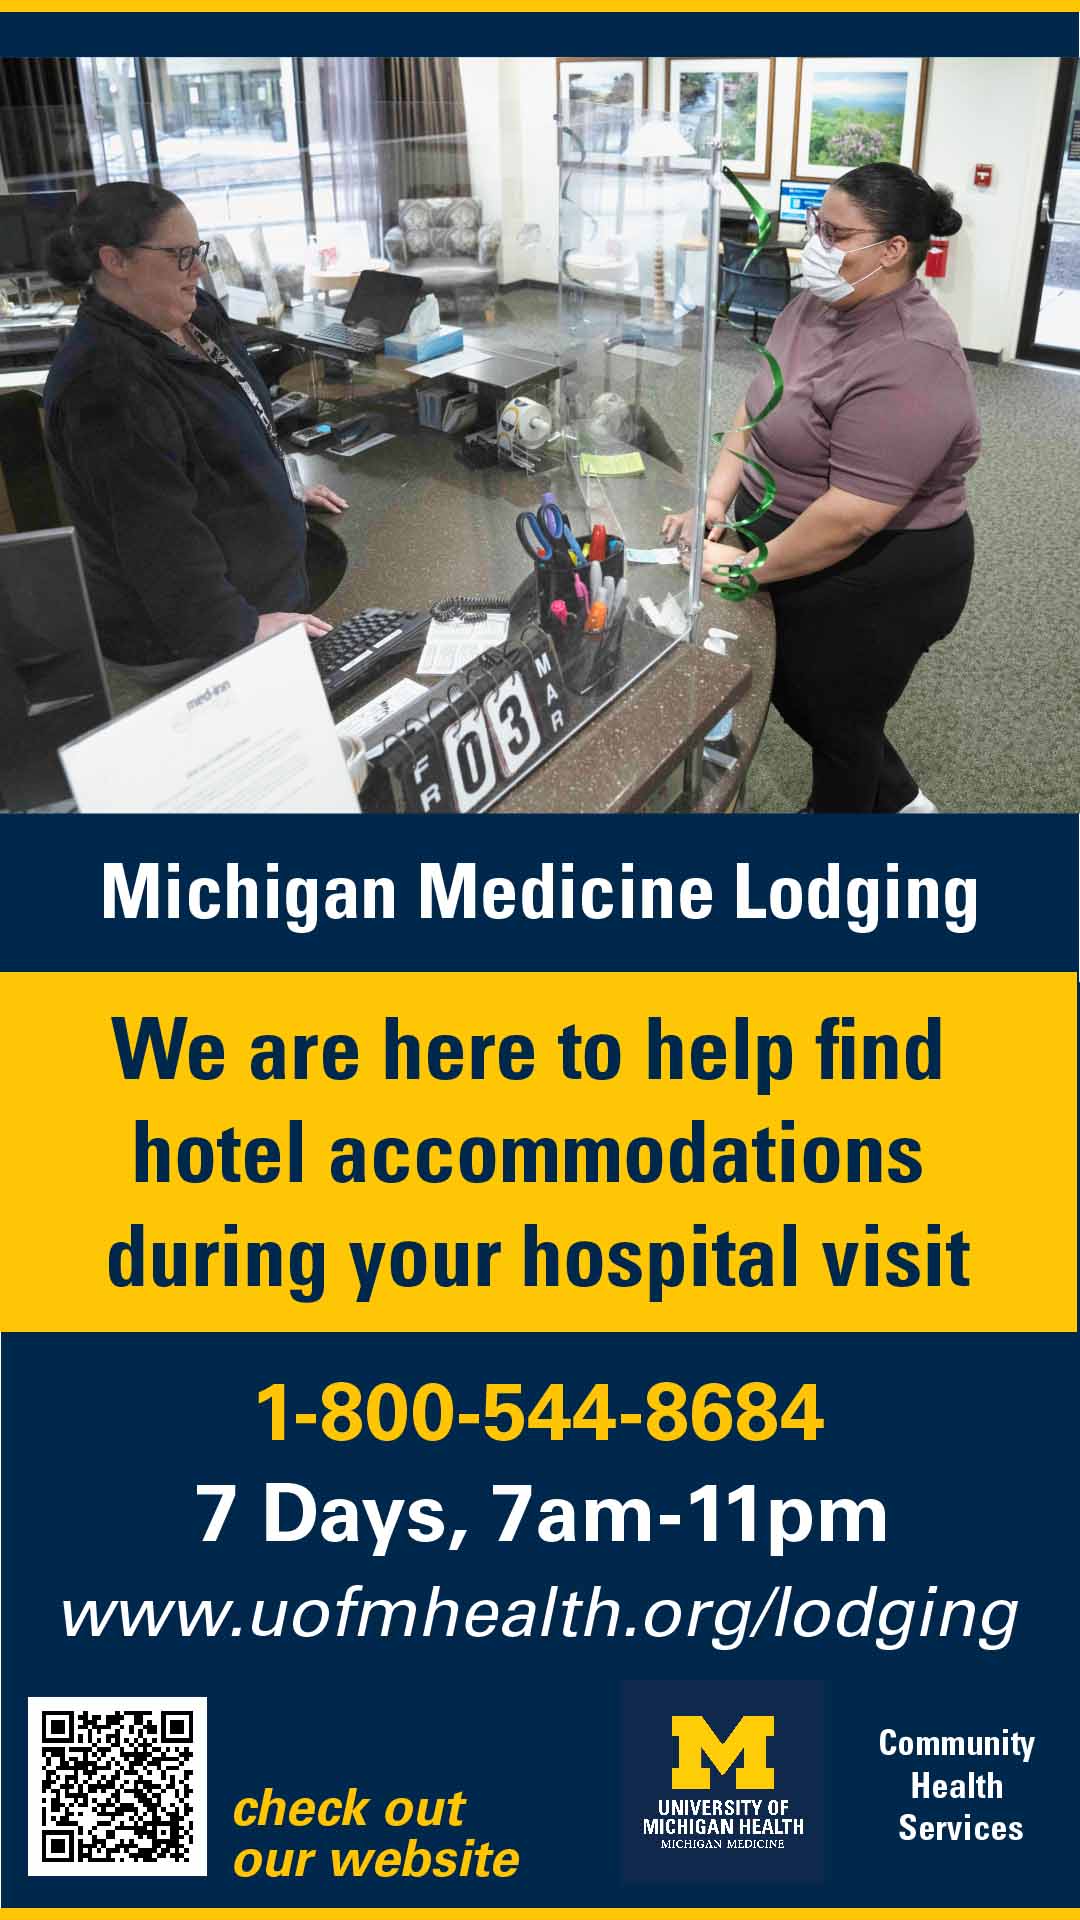 med-inn
FR
03
MAR
Michigan Medicine Lodging
We are here to help find
hotel accommodations
during your hospital visit
1-800-544-8684
7 Days, 7am-11pm
www.uofmhealth.org/lodging
check out
our website
M
UNIVERSITY OF
MICHIGAN HEALTH
MICHIGAN MEDICINE
Community
Health
Services